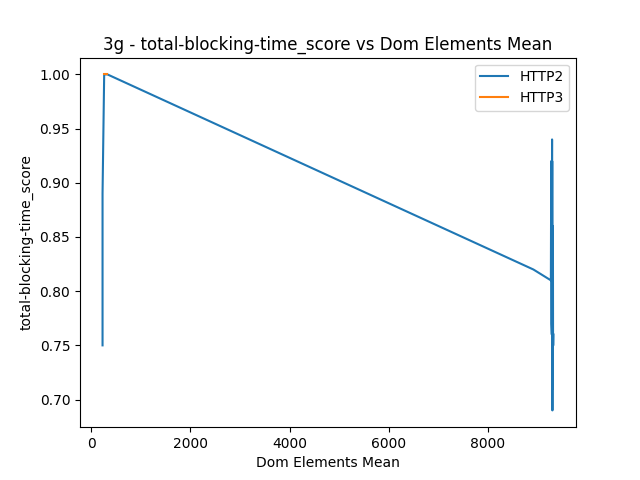 3g - total-blocking-time_score vs Dom Elements Mean
HTTP2
HTTP3
1.00
0.95
0.90
0.85
0.80
0.75
0.70
total-blocking-time_score
0
2000
4000
6000
8000
Dom Elements Mean